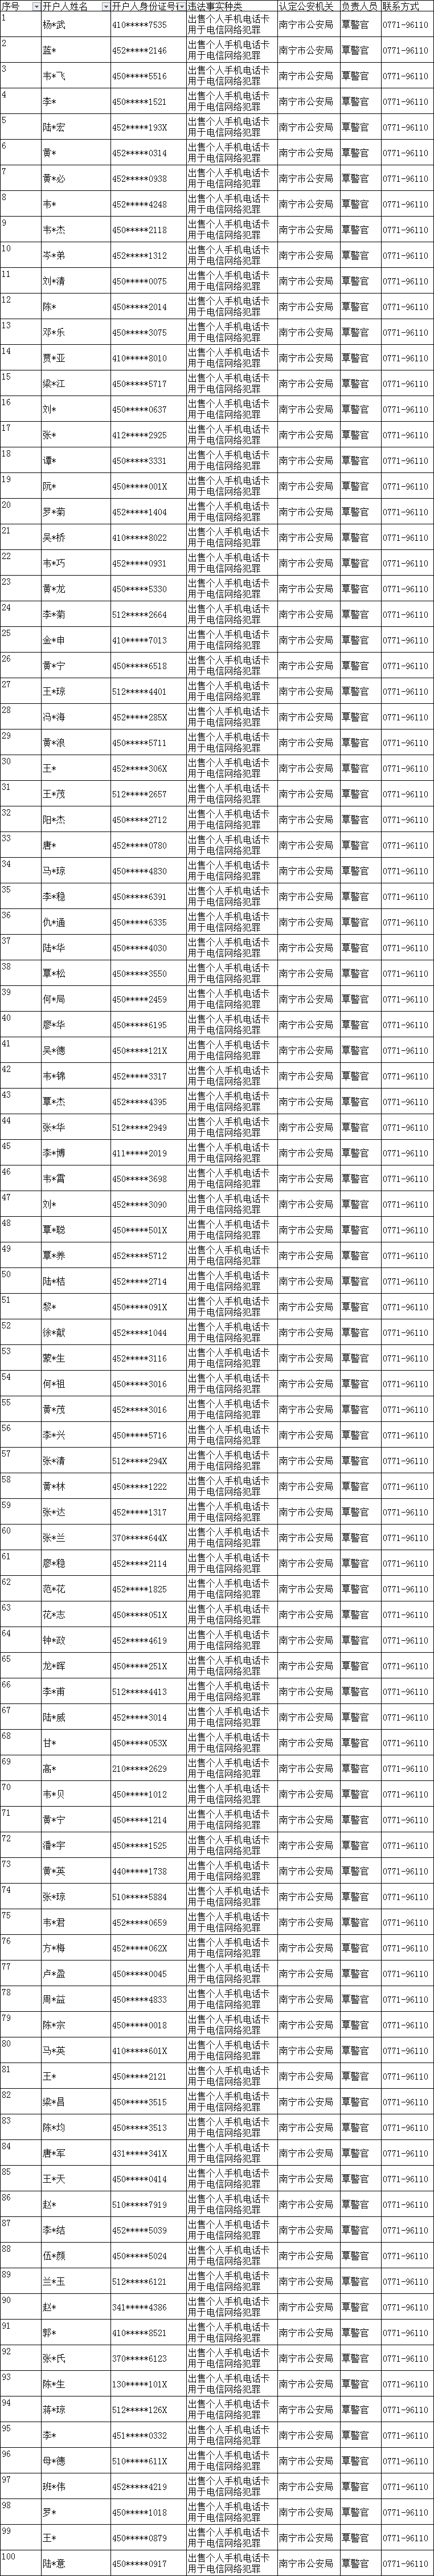 序号 开户人姓名 开户人身份证号 违法事实种类 认定公安机关 负责人员 联系方式
1 杨*武 410*****7535 出售个人手机电话卡用于电信网络犯罪 南宁市公安局 覃警官 0771-96110
2 蓝* 452*****2146 出售个人手机电话卡用于电信网络犯罪 南宁市公安局 覃警官 0771-96110
3 韦*飞 450*****5516 出售个人手机电话卡用于电信网络犯罪 南宁市公安局 覃警官 0771-96110
4 李* 450*****1521 出售个人手机电话卡用于电信网络犯罪 南宁市公安局 覃警官 0771-96110
5 陆*宏 452*****193X 出售个人手机电话卡用于电信网络犯罪 南宁市公安局 覃警官 0771-96110
6 黄* 452*****0314 出售个人手机电话卡用于电信网络犯罪 南宁市公安局 覃警官 0771-96110
7 黄*必 452*****0938 出售个人手机电话卡用于电信网络犯罪 南宁市公安局 覃警官 0771-96110
8 韦* 452*****4248 出售个人手机电话卡用于电信网络犯罪 南宁市公安局 覃警官 0771-96110
9 韦*杰 450*****2118 出售个人手机电话卡用于电信网络犯罪 南宁市公安局 覃警官 0771-96110
10 岑*弟 452*****1312 出售个人手机电话卡用于电信网络犯罪 南宁市公安局 覃警官 0771-96110
11 刘*清 450*****0075 出售个人手机电话卡用于电信网络犯罪 南宁市公安局 覃警官 0771-96110
12 陈* 450*****2014 出售个人手机电话卡用于电信网络犯罪 南宁市公安局 覃警官 0771-96110
13 邓*乐 450*****3075 出售个人手机电话卡用于电信网络犯罪 南宁市公安局 覃警官 0771-96110
14 贾*亚 410*****8010 出售个人手机电话卡用于电信网络犯罪 南宁市公安局 覃警官 0771-96110
15 梁*江 450*****5717 出售个人手机电话卡用于电信网络犯罪 南宁市公安局 覃警官 0771-96110
16 刘* 450*****0637 出售个人手机电话卡用于电信网络犯罪 南宁市公安局 覃警官 0771-96110
17 张* 412*****2925 出售个人手机电话卡用于电信网络犯罪 南宁市公安局 覃警官 0771-96110
18 谭* 450*****3331 出售个人手机电话卡用于电信网络犯罪 南宁市公安局 覃警官 0771-96110
19 阮* 450*****001X 出售个人手机电话卡用于电信网络犯罪 南宁市公安局 覃警官 0771-96110
20 罗*菊 452*****1404 出售个人手机电话卡用于电信网络犯罪 南宁市公安局 覃警官 0771-96110
21 吴*桥 410*****8022 出售个人手机电话卡用于电信网络犯罪 南宁市公安局 覃警官 0771-96110
22 韦*巧 452*****0931 出售个人手机电话卡用于电信网络犯罪 南宁市公安局 覃警官 0771-96110
23 黄*龙 450*****5330 出售个人手机电话卡用于电信网络犯罪 南宁市公安局 覃警官 0771-96110
24 李*菊 512*****2664 出售个人手机电话卡用于电信网络犯罪 南宁市公安局 覃警官 0771-96110
25 金*申 410*****7013 出售个人手机电话卡用于电信网络犯罪 南宁市公安局 覃警官 0771-96110
26 黄*宁 450*****6518 出售个人手机电话卡用于电信网络犯罪 南宁市公安局 覃警官 0771-96110
27 王*琼 512*****4401 出售个人手机电话卡用于电信网络犯罪 南宁市公安局 覃警官 0771-96110
28 冯*海 452*****285X 出售个人手机电话卡用于电信网络犯罪 南宁市公安局 覃警官 0771-96110
29 黄*浪 450*****5711 出售个人手机电话卡用于电信网络犯罪 南宁市公安局 覃警官 0771-96110
30 王* 452*****306X 出售个人手机电话卡用于电信网络犯罪 南宁市公安局 覃警官 0771-96110
31 王*茂 512*****2657 出售个人手机电话卡用于电信网络犯罪 南宁市公安局 覃警官 0771-96110
32 阳*杰 450*****2712 出售个人手机电话卡用于电信网络犯罪 南宁市公安局 覃警官 0771-96110
33 唐* 452*****0780 出售个人手机电话卡用于电信网络犯罪 南宁市公安局 覃警官 0771-96110
34 马*琼 450*****4830 出售个人手机电话卡用于电信网络犯罪 南宁市公安局 覃警官 0771-96110
35 李*稳 450*****6391 出售个人手机电话卡用于电信网络犯罪 南宁市公安局 覃警官 0771-96110
36 仇*通 450*****6335 出售个人手机电话卡用于电信网络犯罪 南宁市公安局 覃警官 0771-96110
37 陆*华 450*****4030 出售个人手机电话卡用于电信网络犯罪 南宁市公安局 覃警官 0771-96110
38 覃*松 450*****3550 出售个人手机电话卡用于电信网络犯罪 南宁市公安局 覃警官 0771-96110
39 何*局 450*****2459 出售个人手机电话卡用于电信网络犯罪 南宁市公安局 覃警官 0771-96110
40 廖*华 450*****6195 出售个人手机电话卡用于电信网络犯罪 南宁市公安局 覃警官 0771-96110
41 吴*德 450*****121X 出售个人手机电话卡用于电信网络犯罪 南宁市公安局 覃警官 0771-96110
42 韦*锦 452*****3317 出售个人手机电话卡用于电信网络犯罪 南宁市公安局 覃警官 0771-96110
43 覃*杰 452*****4395 出售个人手机电话卡用于电信网络犯罪 南宁市公安局 覃警官 0771-96110
44 张*华 512*****2949 出售个人手机电话卡用于电信网络犯罪 南宁市公安局 覃警官 0771-96110
45 李*博 411*****2019 出售个人手机电话卡用于电信网络犯罪 南宁市公安局 覃警官 0771-96110
46 韦*霄 450*****3698 出售个人手机电话卡用于电信网络犯罪 南宁市公安局 覃警官 0771-96110
47 刘* 452*****3090 出售个人手机电话卡用于电信网络犯罪 南宁市公安局 覃警官 0771-96110
48 覃*聪 450*****501X 出售个人手机电话卡用于电信网络犯罪 南宁市公安局 覃警官 0771-96110
49 覃*养 452*****5712 出售个人手机电话卡用于电信网络犯罪 南宁市公安局 覃警官 0771-96110
50 陆*桔 452*****2714 出售个人手机电话卡用于电信网络犯罪 南宁市公安局 覃警官 0771-96110
51 黎* 450*****091X 出售个人手机电话卡用于电信网络犯罪 南宁市公安局 覃警官 0771-96110
52 徐*献 452*****1044 出售个人手机电话卡用于电信网络犯罪 南宁市公安局 覃警官 0771-96110
53 蒙*生 452*****3116 出售个人手机电话卡用于电信网络犯罪 南宁市公安局 覃警官 0771-96110
54 何*祖 450*****3016 出售个人手机电话卡用于电信网络犯罪 南宁市公安局 覃警官 0771-96110
55 黄*茂 452*****3016 出售个人手机电话卡用于电信网络犯罪 南宁市公安局 覃警官 0771-96110
56 李*兴 450*****5716 出售个人手机电话卡用于电信网络犯罪 南宁市公安局 覃警官 0771-96110
57 张*清 512*****294X 出售个人手机电话卡用于电信网络犯罪 南宁市公安局 覃警官 0771-96110
58 黄*林 450*****1222 出售个人手机电话卡用于电信网络犯罪 南宁市公安局 覃警官 0771-96110
59 张*达 452*****1317 出售个人手机电话卡用于电信网络犯罪 南宁市公安局 覃警官 0771-96110
60 张*兰 370*****644X 出售个人手机电话卡用于电信网络犯罪 南宁市公安局 覃警官 0771-96110
61 廖*稳 452*****2114 出售个人手机电话卡用于电信网络犯罪 南宁市公安局 覃警官 0771-96110
62 范*花 452*****1825 出售个人手机电话卡用于电信网络犯罪 南宁市公安局 覃警官 0771-96110
63 花*志 450*****051X 出售个人手机电话卡用于电信网络犯罪 南宁市公安局 覃警官 0771-96110
64 钟*政 452*****4619 出售个人手机电话卡用于电信网络犯罪 南宁市公安局 覃警官 0771-96110
65 龙*晖 450*****251X 出售个人手机电话卡用于电信网络犯罪 南宁市公安局 覃警官 0771-96110
66 李*甫 512*****4413 出售个人手机电话卡用于电信网络犯罪 南宁市公安局 覃警官 0771-96110
67 陆*威 452*****3014 出售个人手机电话卡用于电信网络犯罪 南宁市公安局 覃警官 0771-96110
68 甘* 450*****053X 出售个人手机电话卡用于电信网络犯罪 南宁市公安局 覃警官 0771-96110
69 高* 210*****2629 出售个人手机电话卡用于电信网络犯罪 南宁市公安局 覃警官 0771-96110
70 韦*贝 450*****1012 出售个人手机电话卡用于电信网络犯罪 南宁市公安局 覃警官 0771-96110
71 黄*宁 450*****1214 出售个人手机电话卡用于电信网络犯罪 南宁市公安局 覃警官 0771-96110
72 潘*宇 450*****1525 出售个人手机电话卡用于电信网络犯罪 南宁市公安局 覃警官 0771-96110
73 黄*英 440*****1738 出售个人手机电话卡用于电信网络犯罪 南宁市公安局 覃警官 0771-96110
74 张*琼 510*****5884 出售个人手机电话卡用于电信网络犯罪 南宁市公安局 覃警官 0771-96110
75 韦*君 452*****0659 出售个人手机电话卡用于电信网络犯罪 南宁市公安局 覃警官 0771-96110
76 方*梅 452*****062X 出售个人手机电话卡用于电信网络犯罪 南宁市公安局 覃警官 0771-96110
77 卢*盈 450*****0045 出售个人手机电话卡用于电信网络犯罪 南宁市公安局 覃警官 0771-96110
78 周*益 450*****4833 出售个人手机电话卡用于电信网络犯罪 南宁市公安局 覃警官 0771-96110
79 陈*宗 450*****0018 出售个人手机电话卡用于电信网络犯罪 南宁市公安局 覃警官 0771-96110
80 马*英 410*****601X 出售个人手机电话卡用于电信网络犯罪 南宁市公安局 覃警官 0771-96110
81 王* 450*****2121 出售个人手机电话卡用于电信网络犯罪 南宁市公安局 覃警官 0771-96110
82 梁*昌 450*****3515 出售个人手机电话卡用于电信网络犯罪 南宁市公安局 覃警官 0771-96110
83 陈*均 450*****3513 出售个人手机电话卡用于电信网络犯罪 南宁市公安局 覃警官 0771-96110
84 唐*军 431*****341X 出售个人手机电话卡用于电信网络犯罪 南宁市公安局 覃警官 0771-96110
85 王*天 450*****0414 出售个人手机电话卡用于电信网络犯罪 南宁市公安局 覃警官 0771-96110
86 赵* 510*****7919 出售个人手机电话卡用于电信网络犯罪 南宁市公安局 覃警官 0771-96110
87 李*结 452*****5039 出售个人手机电话卡用于电信网络犯罪 南宁市公安局 覃警官 0771-96110
88 伍*颜 450*****5024 出售个人手机电话卡用于电信网络犯罪 南宁市公安局 覃警官 0771-96110
89 兰*玉 512*****6121 出售个人手机电话卡用于电信网络犯罪 南宁市公安局 覃警官 0771-96110
90 赵* 341*****4386 出售个人手机电话卡用于电信网络犯罪 南宁市公安局 覃警官 0771-96110
91 郭* 410*****8521 出售个人手机电话卡用于电信网络犯罪 南宁市公安局 覃警官 0771-96110
92 张*氏 370*****6123 出售个人手机电话卡用于电信网络犯罪 南宁市公安局 覃警官 0771-96110
93 陈*生 130*****101X 出售个人手机电话卡用于电信网络犯罪 南宁市公安局 覃警官 0771-96110
94 蒋*琼 512*****126X 出售个人手机电话卡用于电信网络犯罪 南宁市公安局 覃警官 0771-96110
95 李* 451*****0332 出售个人手机电话卡用于电信网络犯罪 南宁市公安局 覃警官 0771-96110
96 母*德 510*****611X 出售个人手机电话卡用于电信网络犯罪 南宁市公安局 覃警官 0771-96110
97 班*伟 452*****4219 出售个人手机电话卡用于电信网络犯罪 南宁市公安局 覃警官 0771-96110
98 罗* 450*****1018 出售个人手机电话卡用于电信网络犯罪 南宁市公安局 覃警官 0771-96110
99 王* 450*****0879 出售个人手机电话卡用于电信网络犯罪 南宁市公安局 覃警官 0771-96110
100 陆*意 450*****0917 出售个人手机电话卡用于电信网络犯罪 南宁市公安局 覃警官 0771-96110